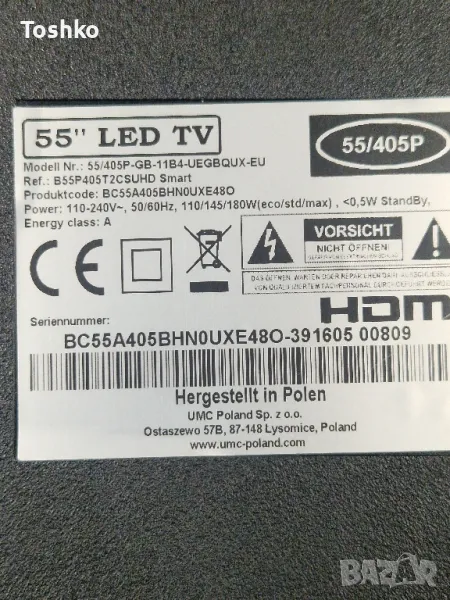 Toshko
55" LED TV
55/405P
Modell Nr.: 55/405P-GB-11B4-UEGBQUX-EU
Ref.: B55P405T2CSUHD Smart
Produktcode: BC55A405BHN0UXE48O
Power: 110-240V~, 50/60Hz, 110/145/180W(eco/std/max) , <0,5W StandBy,
Energy class: A
CE
VORSICHT
NICHT ÖFFNEN!
HDM
Seriennummer:
BC55A405BHN0UXE48O-391605 00809
Hergestellt in Polen
UMC Poland Sp. z o.o.
Ostaszewo 57B, 87-148 Lysomice, Poland
www.umc-poland.com
BAZAR